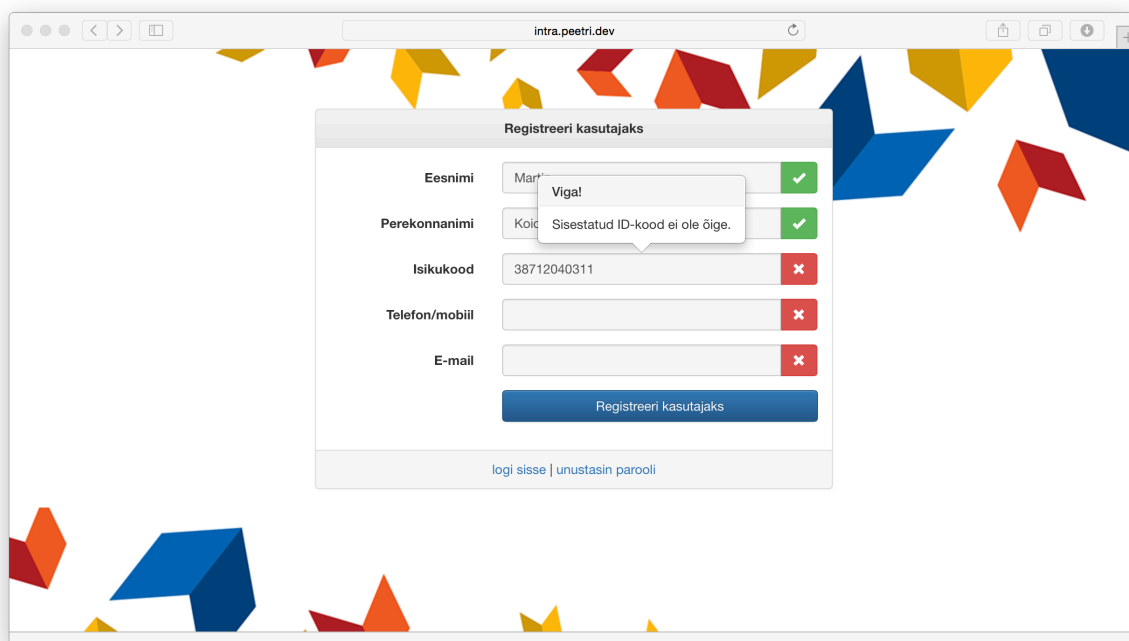 intra.peetri.dev
Registreeri kasutajaks
Eesnimi
Viga!
Perekonnanimi
Sisestatud ID-kood ei ole õige.
Isikukood 38712040311
Telefon/mobiil
E-mail
Registreeri kasutajaks
logi sisse | unustasin parooli